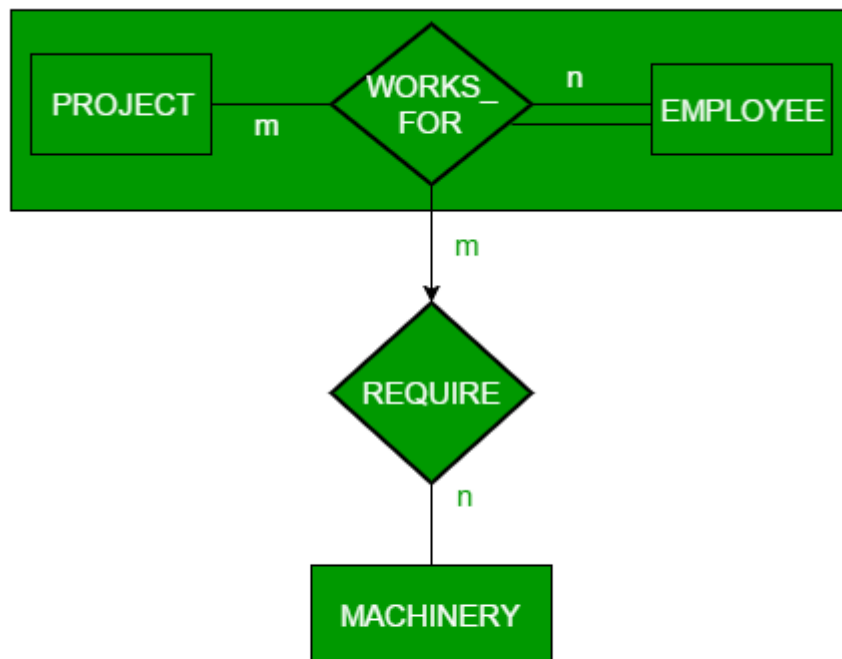 PROJECT
m
WORKS_
FOR
n
EMPLOYEE
m
REQUIRE
n
MACHINERY